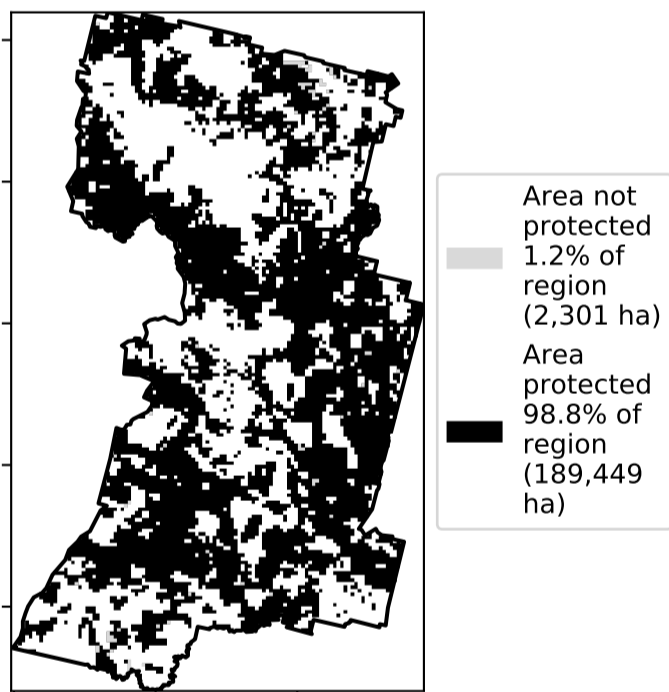 Area not
protected
1.2% of
region
(2,301 ha)
Area
protected
98.8% of
region
(189,449
ha)